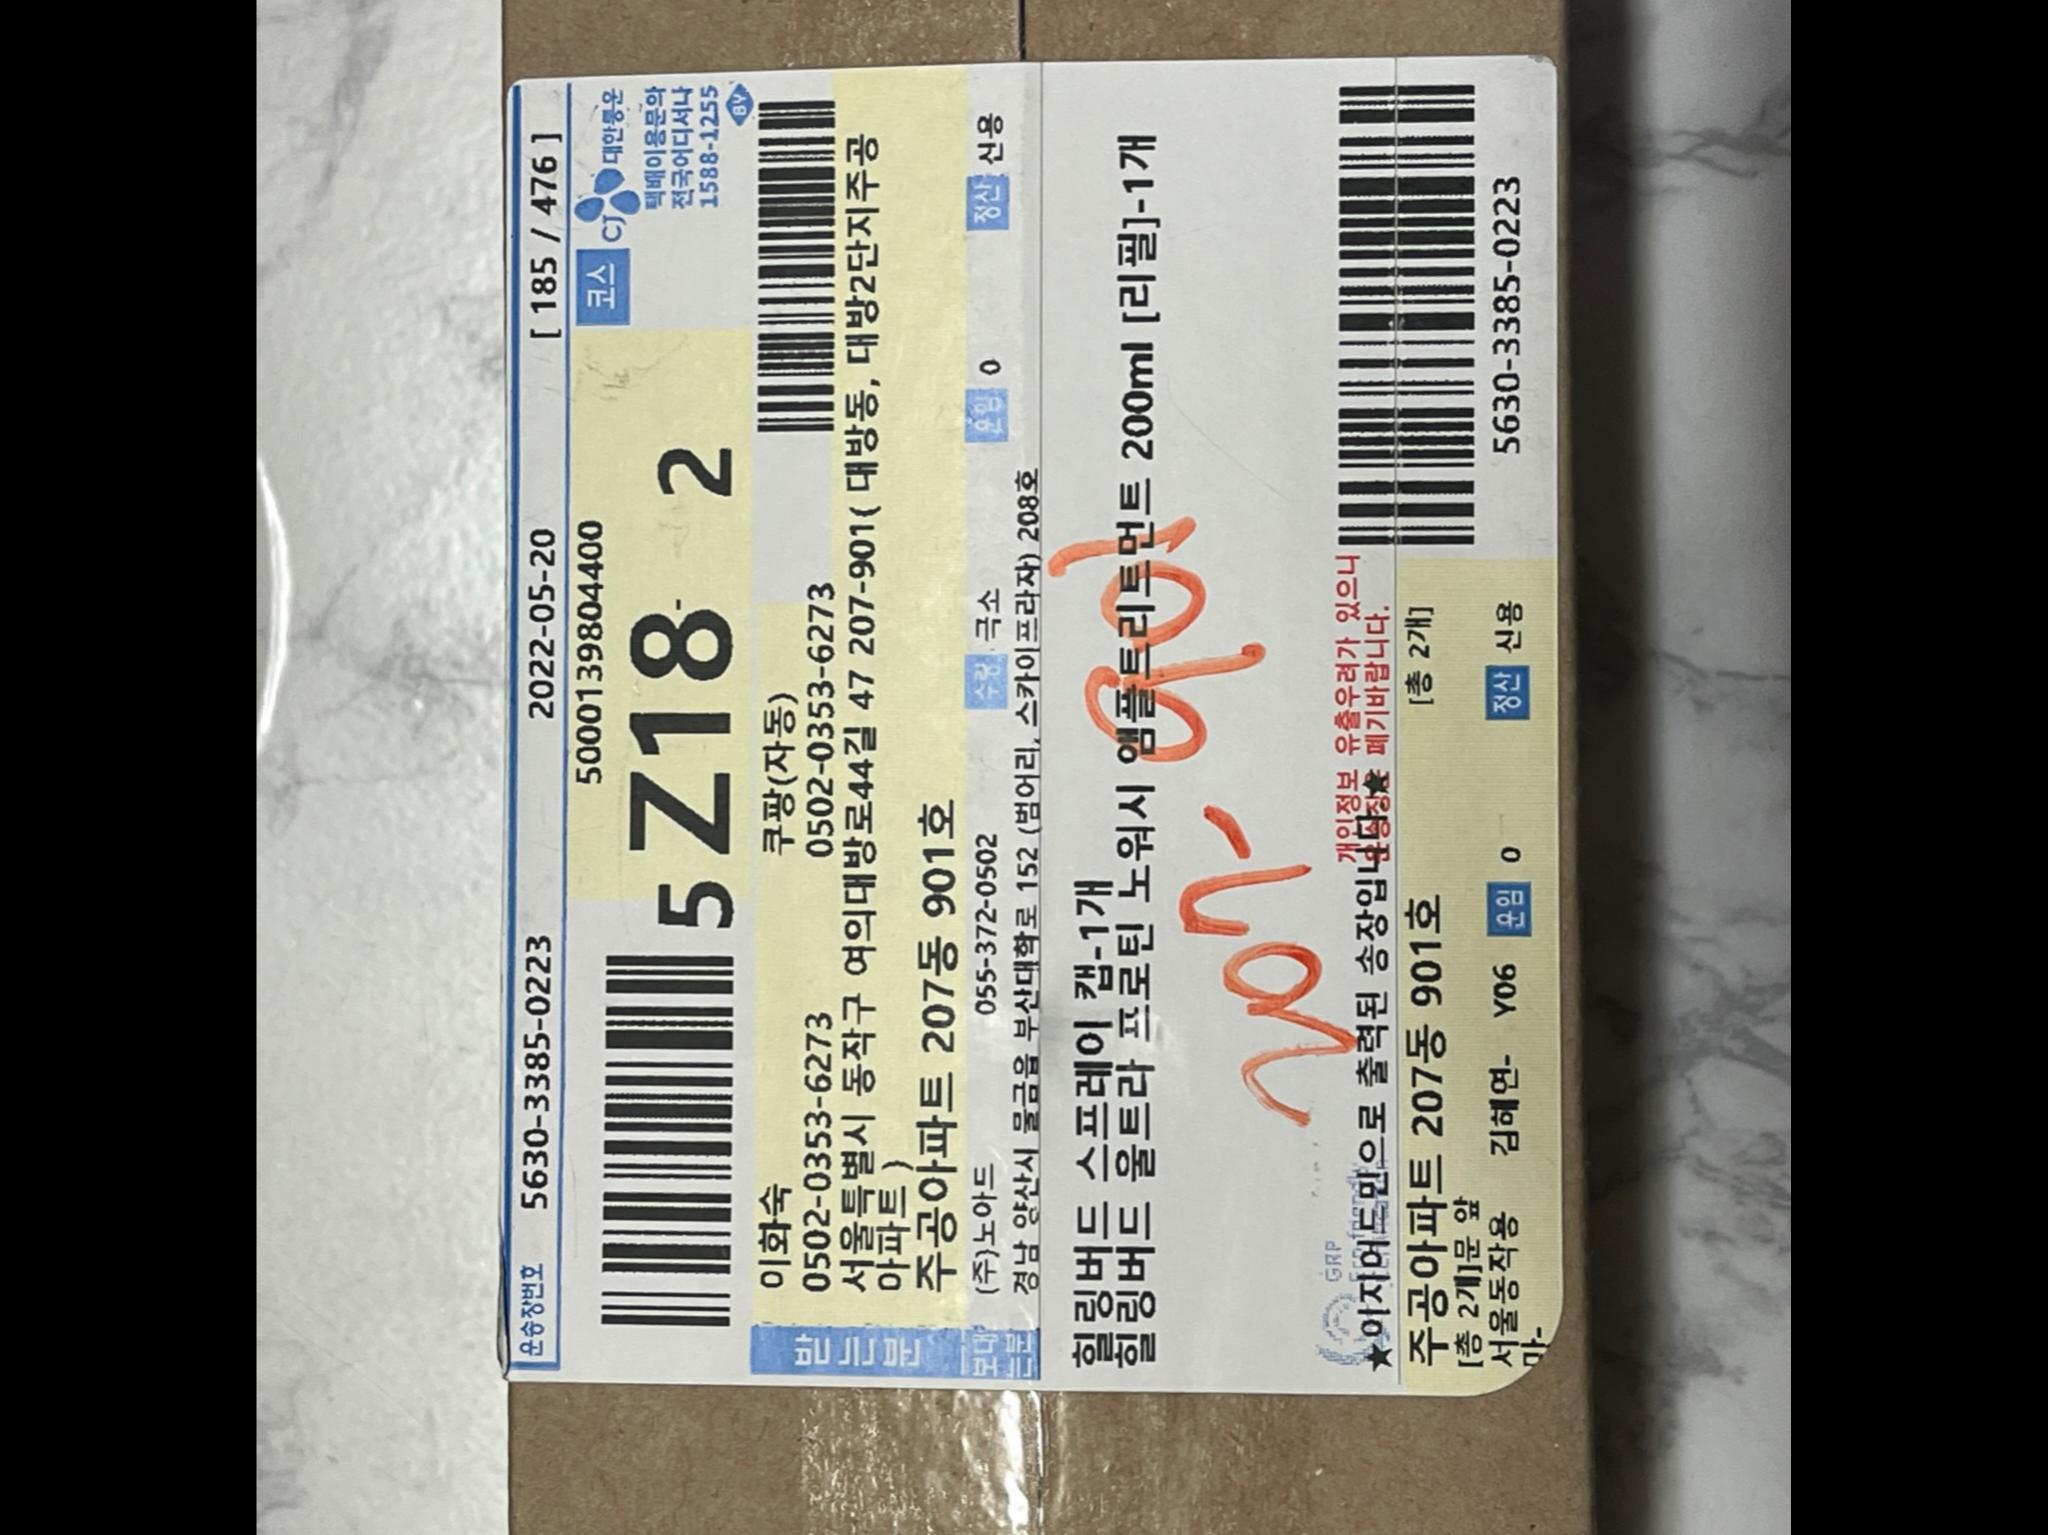 운송장번호 5630-3385-0223 2022-05-20 [ 185 / 476 ]
5000139804400
코스
CJ 대한통운
택배이용문의
전국어디서나
1588-1255
BY
5 Z18- 2
받는분
이화숙 쿠팡(자동)
0502-0353-6273 0502-0353-6273
서울특별시 동작구 여의대방로44길 47 207-901( 대방동, 대방2단지주공
아파트 )
주공아파트 207동 901호
보내는분
(주)노아드 055-372-0502 수량 극소 운임 0 정산 신용
경남 양산시 물금읍 부산대학로 152 (범어리, 스카이프라자) 208호
힐링버드 스프레이 캡-1개
힐링버드 울트라 프로틴 노워시 앰플트리트먼트 200ml [리필]-1개
207-901
GRP
개인정보 유출우려가 있으니
운송장은 폐기바랍니다.
★이지어드민으로 출력된 송장입니다★
주공아파트 207동 901호
[총 2개]문 앞 [총 2개]
서울동작용 김해연- Y06 운임 0 정산 신용
마-
5630-3385-0223